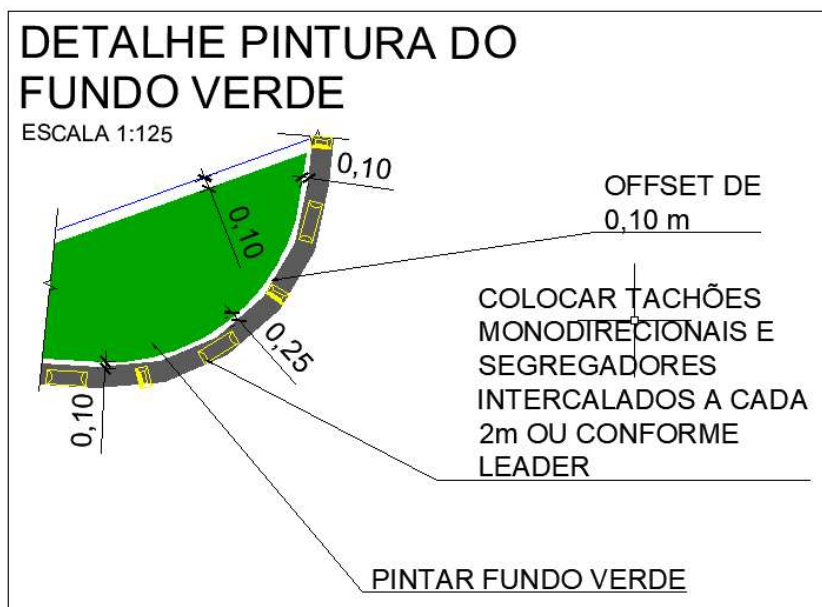 DETALHE PINTURA DO
FUNDO VERDE
ESCALA 1:125
0,10
0,10
OFFSET DE
0,10 m
COLOCAR TACHÕES
MONODIRECIONAIS E
SEGREGADORES
INTERCALADOS A CADA
2m OU CONFORME
LEADER
0,25
0,10
PINTAR FUNDO VERDE